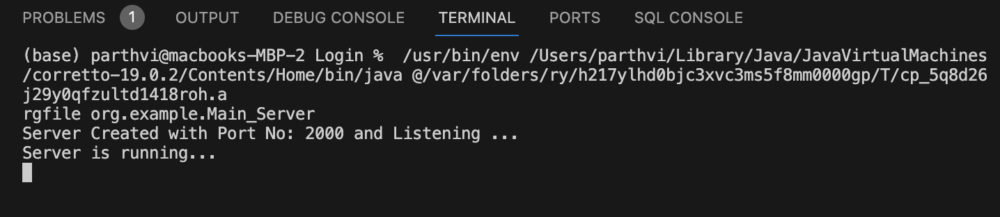 PROBLEMS 1 OUTPUT DEBUG CONSOLE TERMINAL PORTS SQL CONSOLE
(base) parthvi@macbooks-MBP-2 Login %  /usr/bin/env /Users/parthvi/Library/Java/JavaVirtualMachines
/corretto-19.0.2/Contents/Home/bin/java @/var/folders/ry/h217ylhd0bjc3xvc3ms5f8mm0000gp/T/cp_5q8d26
j29y0qfzultd1418roh.a
rgfile org.example.Main_Server
Server Created with Port No: 2000 and Listening ...
Server is running...